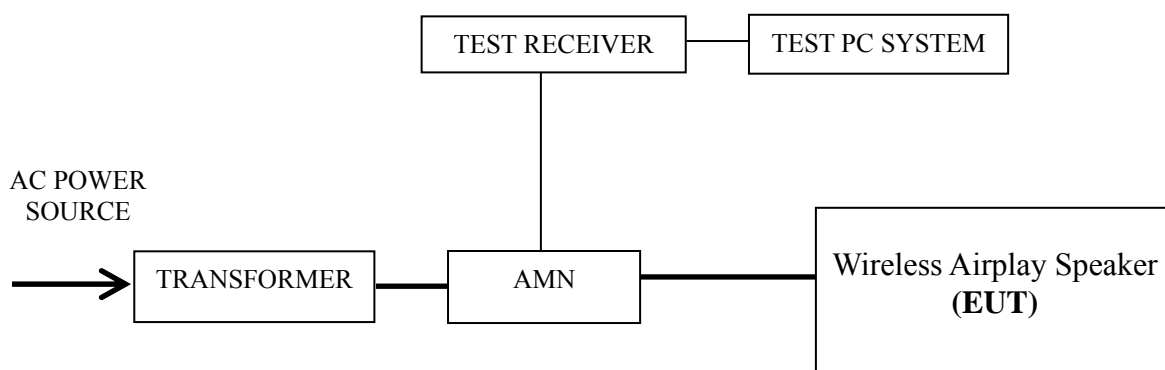 TEST RECEIVER
TEST PC SYSTEM
AC POWER
SOURCE
TRANSFORMER
AMN
Wireless Airplay Speaker
(EUT)